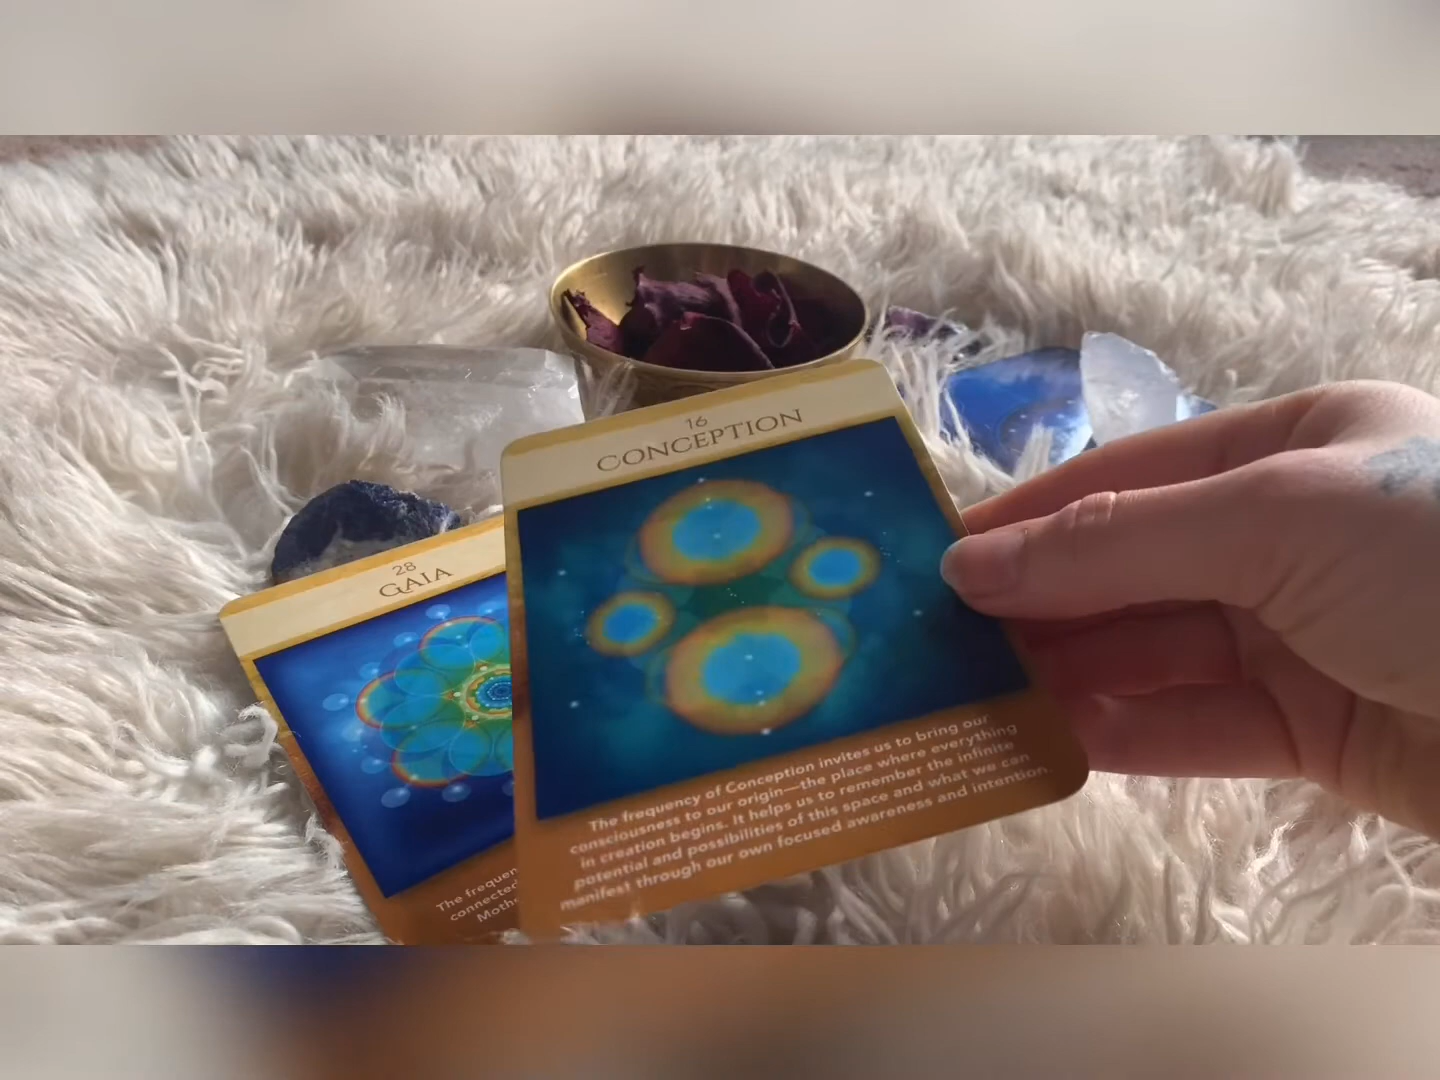 16
CONCEPTION
The frequency of Conception invites us to bring our
consciousness to our origin—the place where everything
in creation begins. It helps us to remember the infinite
potential and possibilities of this space and what we can
manifest through our own focused awareness and intention.
28
GAIA
The frequen
connected
Moth